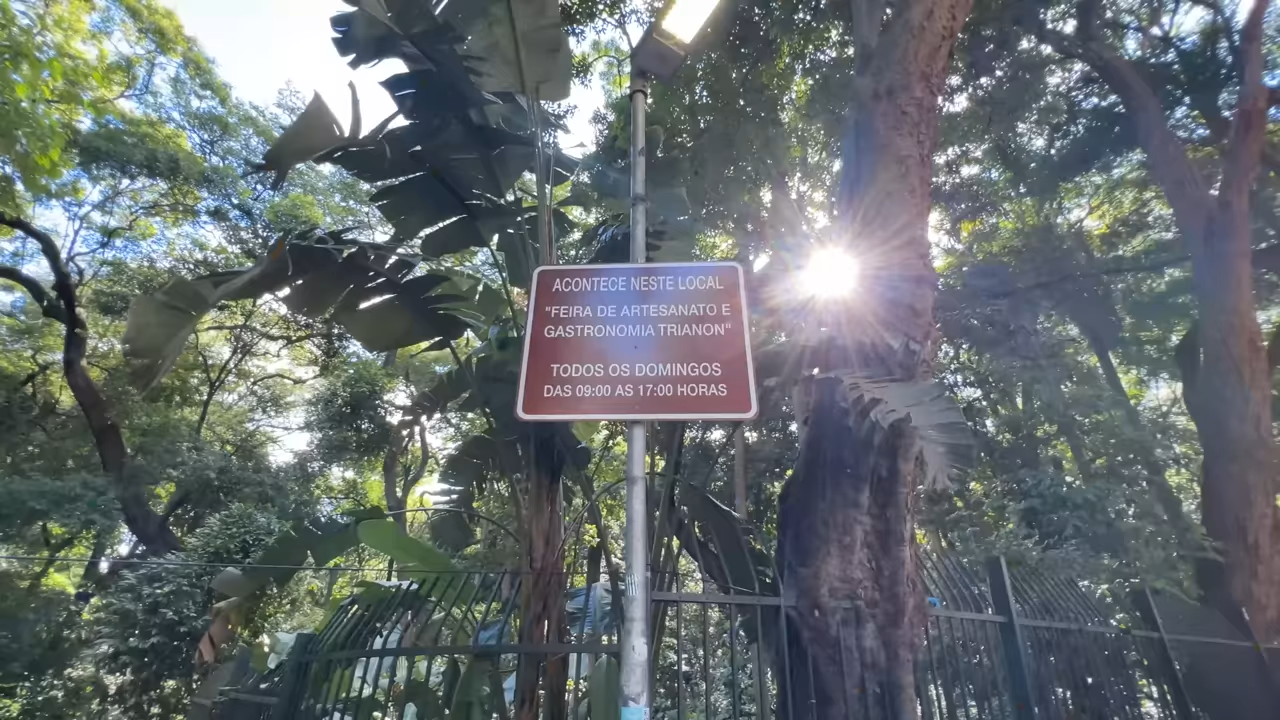 ACONTECE NESTE LOCAL
"FEIRA DE ARTESANATO E
GASTRONOMIA TRIANON"
TODOS OS DOMINGOS
DAS 09:00 AS 17:00 HORAS